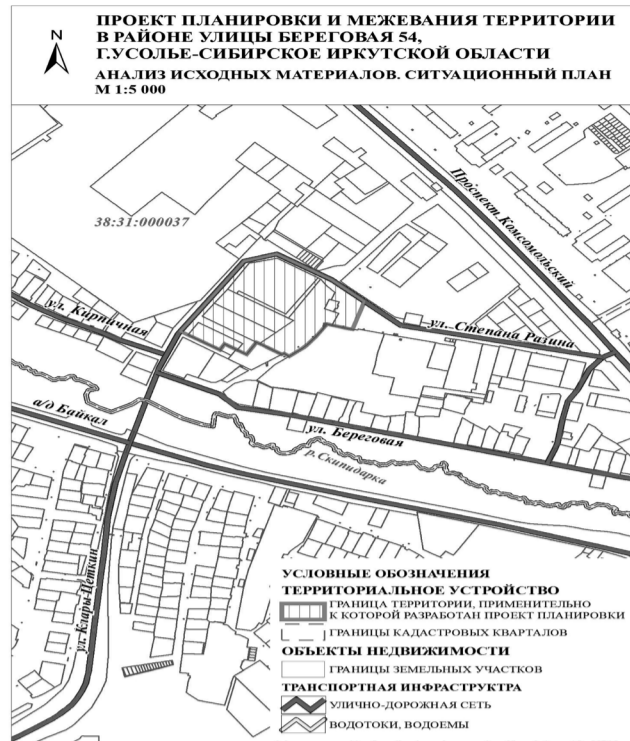 ПРОЕКТ ПЛАНИРОВКИ И МЕЖЕВАНИЯ ТЕРРИТОРИИ
В РАЙОНЕ УЛИЦЫ БЕРЕГОВАЯ 54,
Г.УСОЛЬЕ-СИБИРСКОЕ ИРКУТСКОЙ ОБЛАСТИ
АНАЛИЗ ИСХОДНЫХ МАТЕРИАЛОВ. СИТУАЦИОННЫЙ ПЛАН
М 1:5 000
N
Проспект Комсомольский
38:31:000037
ул. Кирпичная
ул. Степана Разина
а/д Байкал
ул. Береговая
р. Скипидарка
ул. Клары Цеткин
УСЛОВНЫЕ ОБОЗНАЧЕНИЯ
ТЕРРИТОРИАЛЬНОЕ УСТРОЙСТВО
ГРАНИЦА ТЕРРИТОРИИ, ПРИМЕНИТЕЛЬНО
К КОТОРОЙ РАЗРАБОТАН ПРОЕКТ ПЛАНИРОВКИ
ГРАНИЦЫ КАДАСТРОВЫХ КВАРТАЛОВ
ОБЪЕКТЫ НЕДВИЖИМОСТИ
ГРАНИЦЫ ЗЕМЕЛЬНЫХ УЧАСТКОВ
ТРАНСПОРТНАЯ ИНФРАСТРУКТРА
УЛИЧНО-ДОРОЖНАЯ СЕТЬ
ВОДОТОКИ, ВОДОЕМЫ